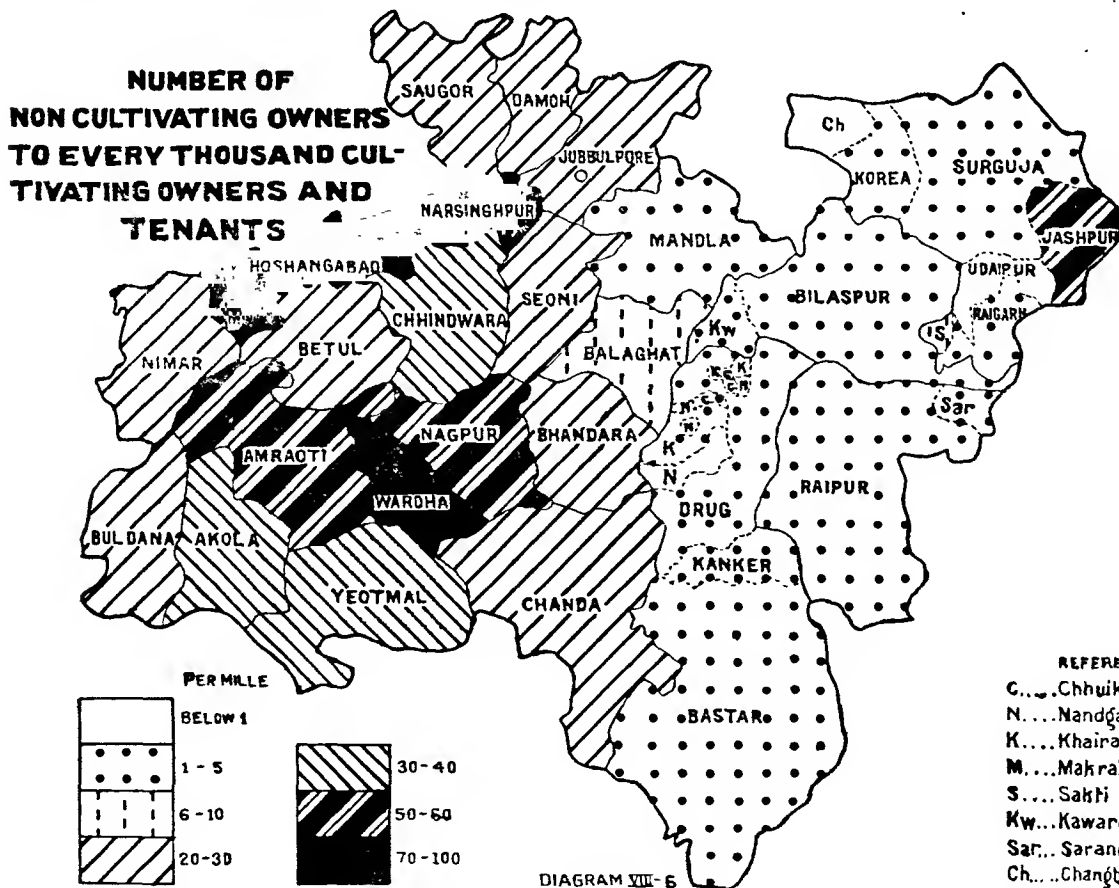 NUMBER OF
NON CULTIVATING OWNERS
TO EVERY THOUSAND CUL-
TIVATING OWNERS AND
TENANTS
SAUGOR
DAMOH
JUBBULPORE
NARSINGHPUR
HOSHANGABAD
MANDLA
Ch
KOREA
SURGUJA
JASHPUR
UDAIPUR
RAIGARH
S
BILASPUR
SEONI
CHHINDWARA
BETUL
NIMAR
M
BALAGHAT
Kw
Sar
NAGPUR
BHANDARA
AMRAOTI
WARDHA
K
N
DRUG
RAIPUR
BULDANA
AKOLA
YEOTMAL
CHANDA
KANKER
BASTAR
PER MILLE
BELOW 1
1-5
6-10
20-30
30-40
50-60
70-100
DIAGRAM VIII-6
REFERE
C....Chhuik
N....Nandga
K....Khaira
M....Makra
S....Sakti
Kw...Kaward
Sar...Saran
Ch....Chang